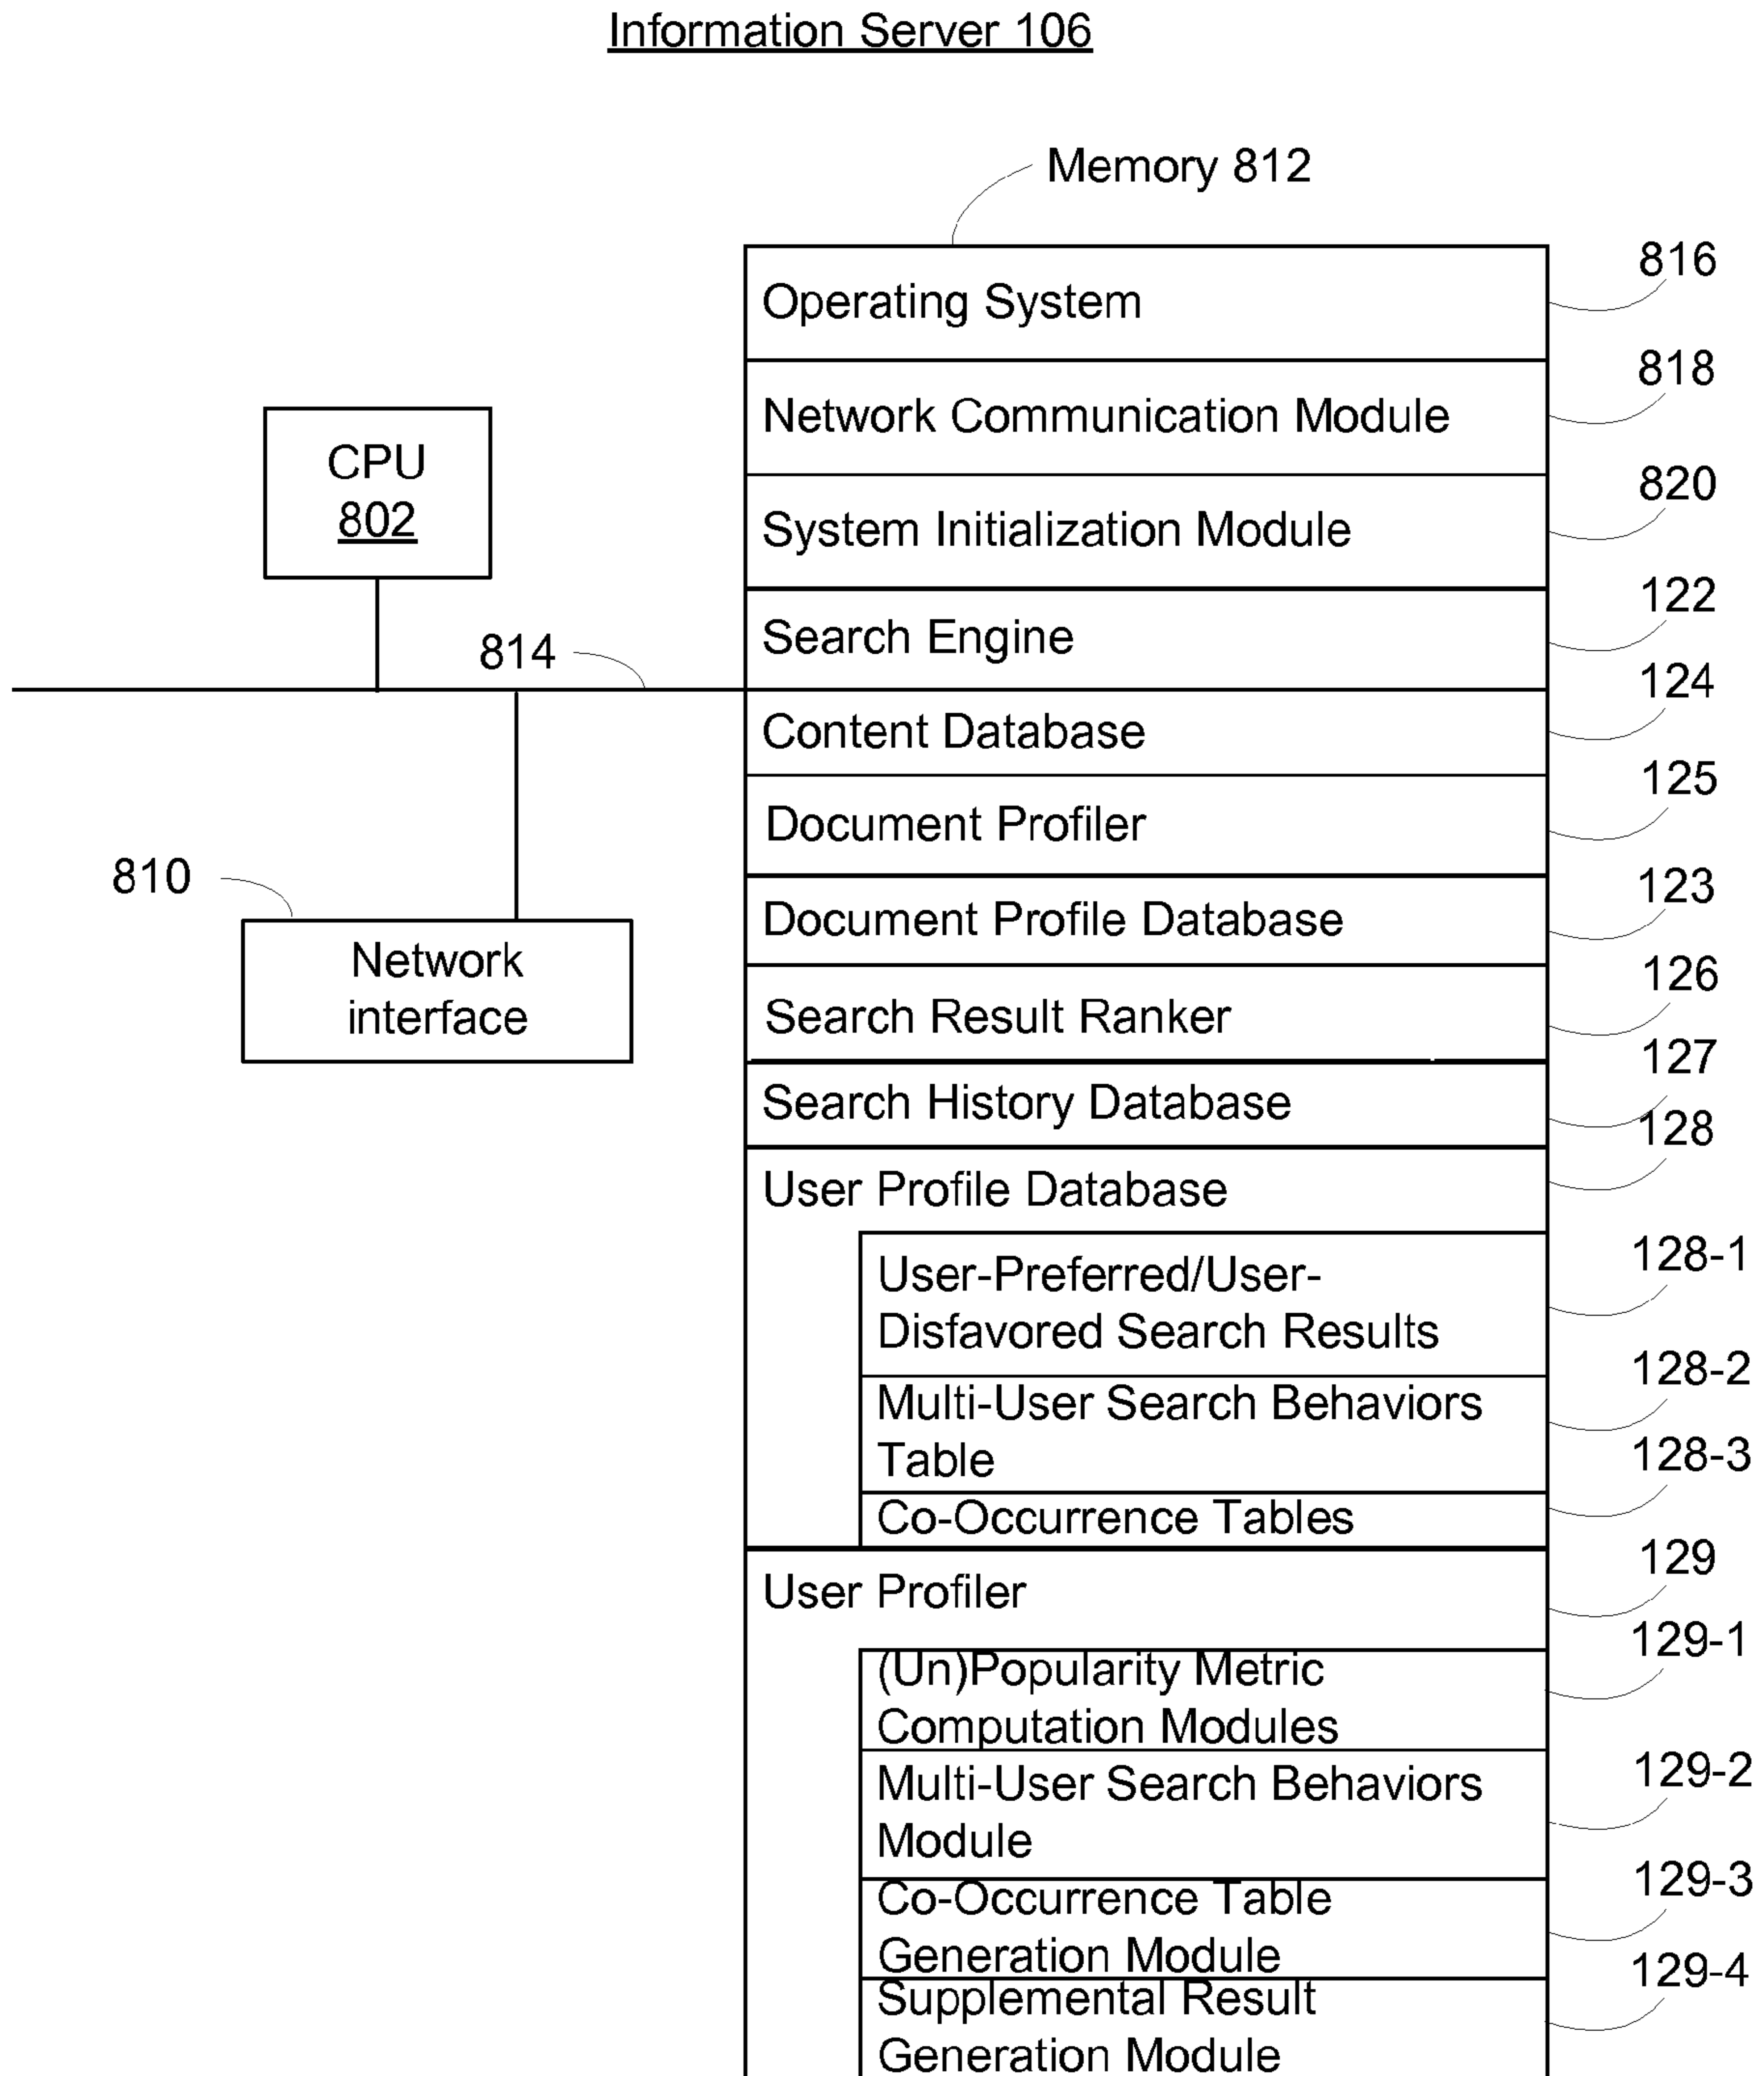 Information Server 106
Memory 812
816
Operating System
818
Network Communication Module
CPU
802
820
System Initialization Module
122
Search Engine
814
124
Content Database
125
Document Profiler
810
123
Document Profile Database
Network
interface
126
Search Result Ranker
127
Search History Database
128
User Profile Database
128-1
User-Preferred/User-
Disfavored Search Results
128-2
Multi-User Search Behaviors
Table
128-3
Co-Occurrence Tables
129
User Profiler
129-1
(Un)Popularity Metric
Computation Modules
129-2
Multi-User Search Behaviors
Module
129-3
Co-Occurrence Table
Generation Module
129-4
Supplemental Result
Generation Module